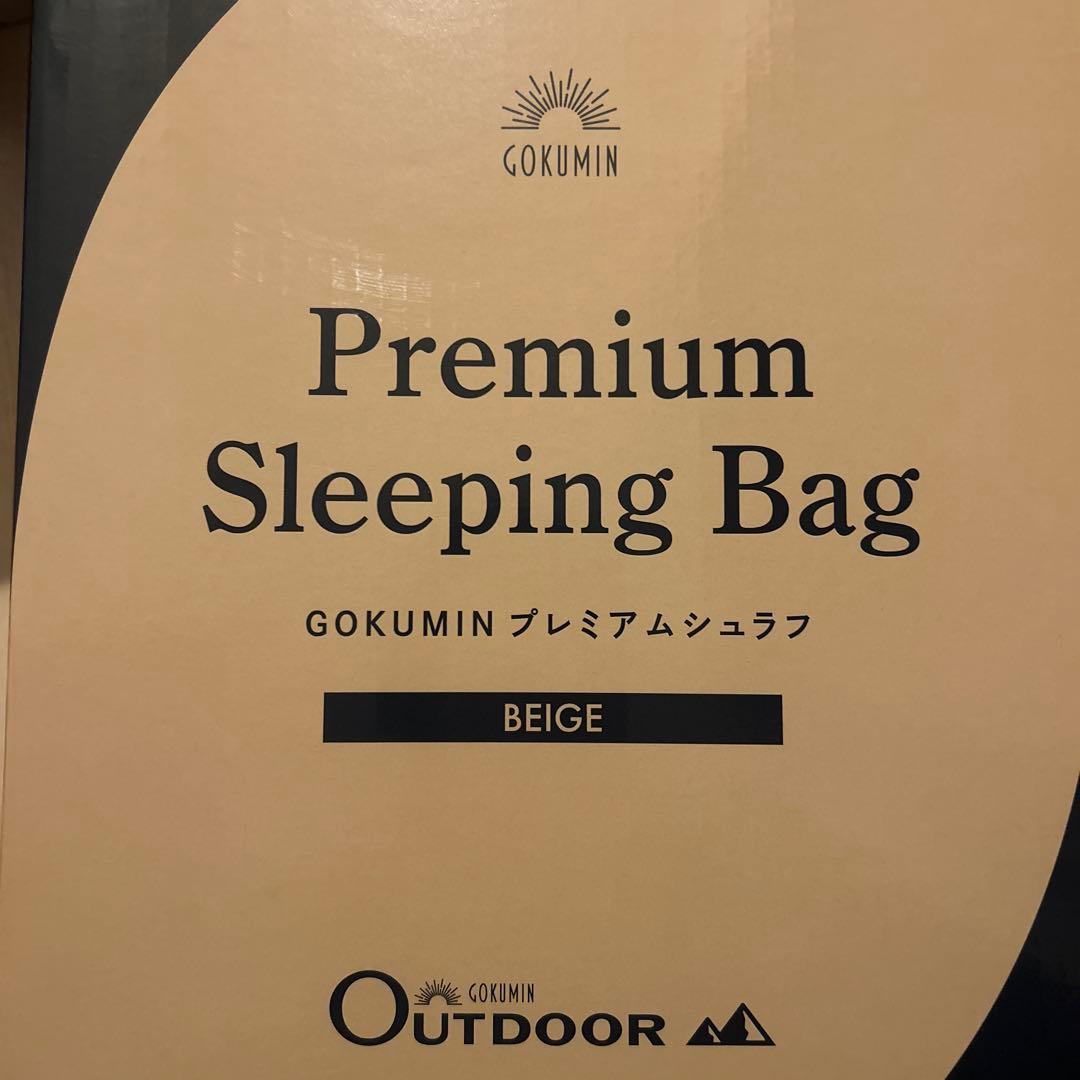 GOKUMIN
Premium
Sleeping Bag
GOKUMIN プレミアムシュラフ
BEIGE
GOKUMIN
OUTDOOR